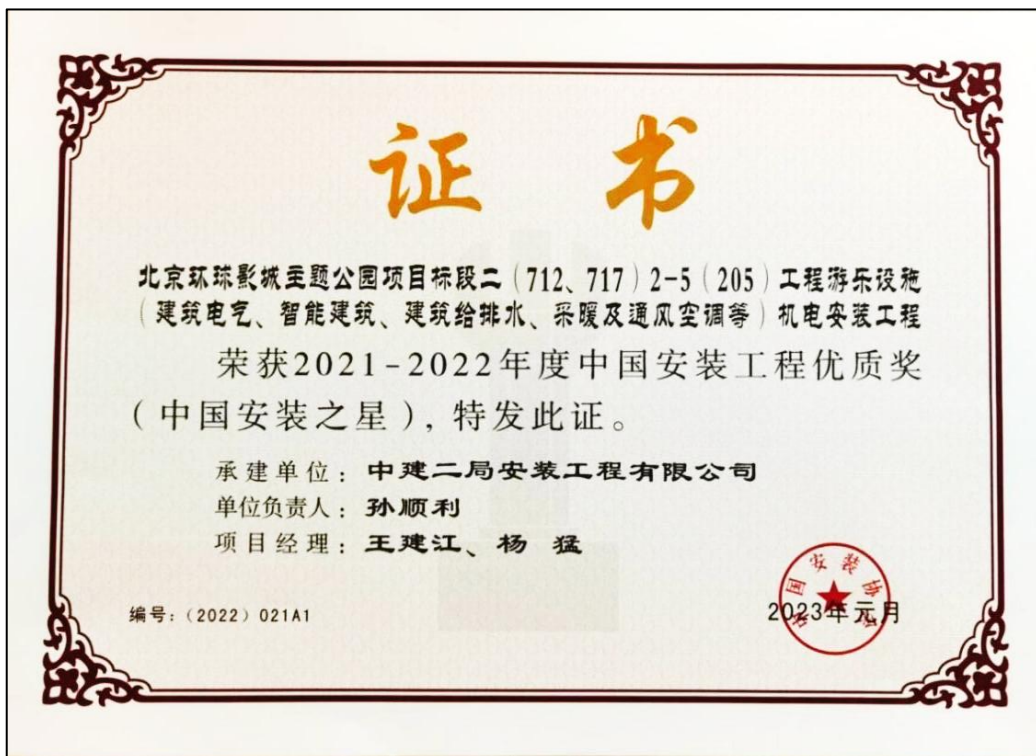 证 书
北京环球影城主题公园项目标段二（712、717）2-5（205）工程游乐设施
（建筑电气、智能建筑、建筑给排水、采暖及通风空调等）机电安装工程
荣获2021-2022年度中国安装工程优质奖
（中国安装之星），特发此证。
承建单位：中建二局安装工程有限公司
单位负责人：孙顺利
项目经理：王建江、杨 猛
中国安装协会
编号：（2022）021A1
2023年元月